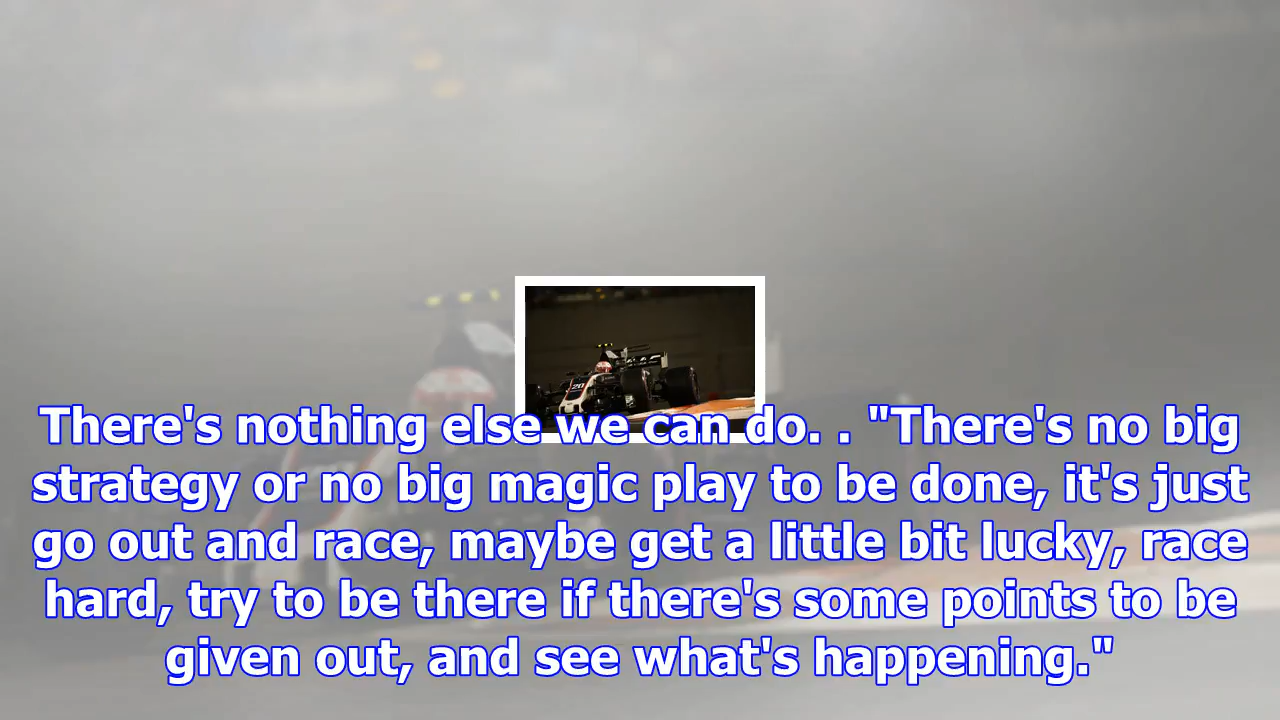 20
There's nothing else we can do. . "There's no big
strategy or no big magic play to be done, it's just
go out and race, maybe get a little bit lucky, race
hard, try to be there if there's some points to be
given out, and see what's happening."